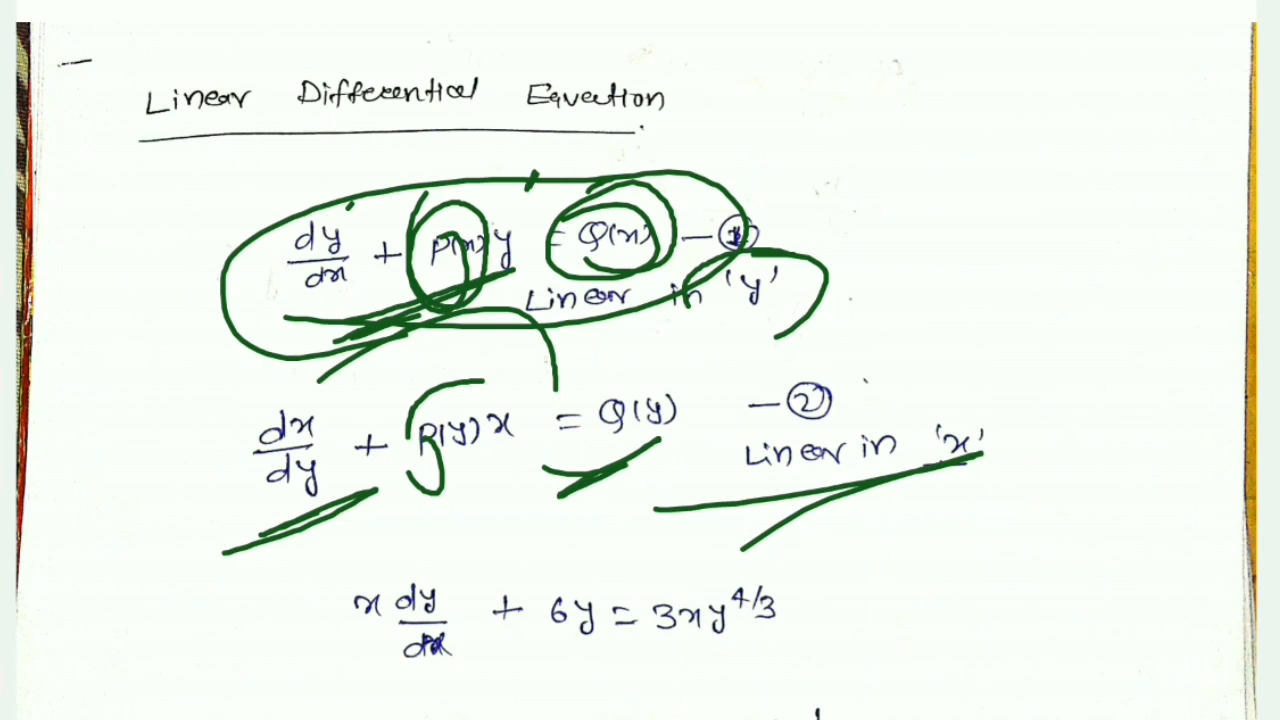 Linear Differential Equation
dy/dx + P(x)y = Q(x) — ①
Linear in 'y'
dx/dy + P(y)x = Q(y) — ②
Linear in 'x'
x dy/dx + 6y = 3xy^4/3